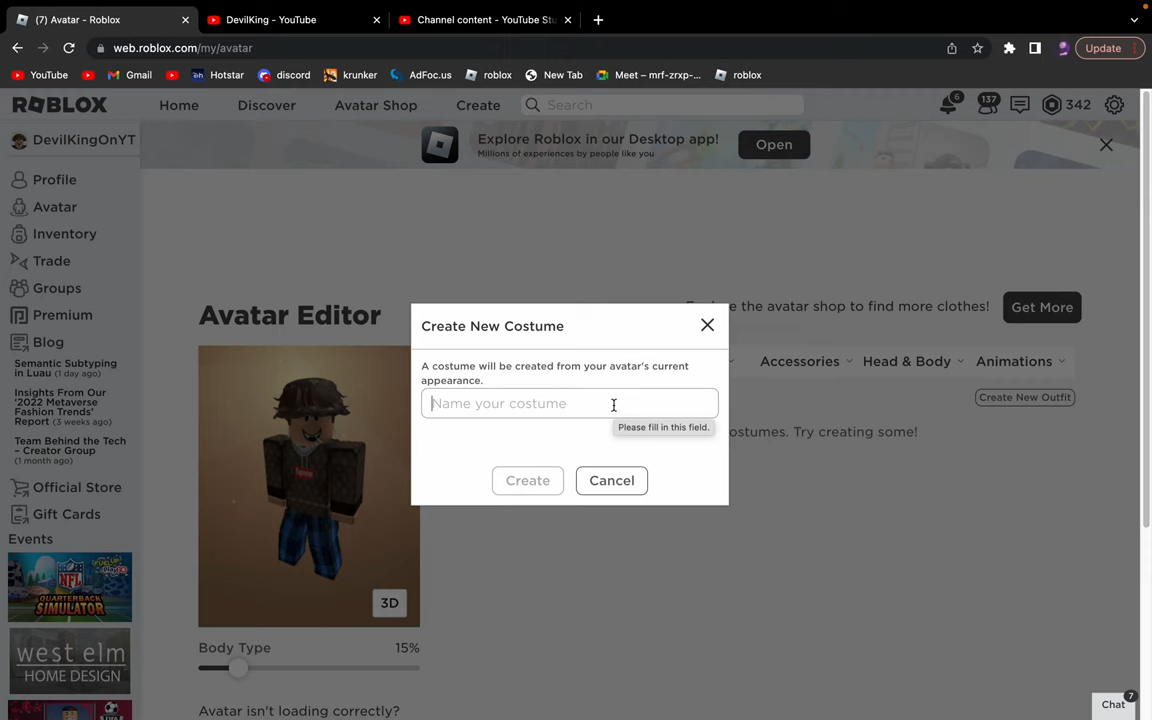 (7) Avatar - Roblox
DevilKing - YouTube
Channel content - YouTube Stu
web.roblox.com/my/avatar
Update
YouTube
Gmail
Hotstar
discord
krunker
AdFoc.us
roblox
New Tab
Meet – mrf-zrxp-...
roblox
ROBLOX
Home
Discover
Avatar Shop
Create
Search
6
137
342
DevilKingOnYT
Explore Roblox in our Desktop app!
Millions of experiences by people like you
Open
Profile
Avatar
Inventory
Trade
Groups
Premium
Blog
Semantic Subtyping
in Luau (1 day ago)
Insights From Our
'2022 Metaverse
Fashion Trends'
Report (3 weeks ago)
Team Behind the Tech
– Creator Group
(1 month ago)
Official Store
Gift Cards
Events
NFL
QUARTERBACK
SIMULATOR
west elm
HOME DESIGN
Avatar Editor
the avatar shop to find more clothes!
Get More
Accessories
Head & Body
Animations
Create New Outfit
costumes. Try creating some!
Create New Costume
A costume will be created from your avatar's current
appearance.
Name your costume
Please fill in this field.
Create
Cancel
3D
Body Type
15%
Avatar isn't loading correctly?
Chat
7